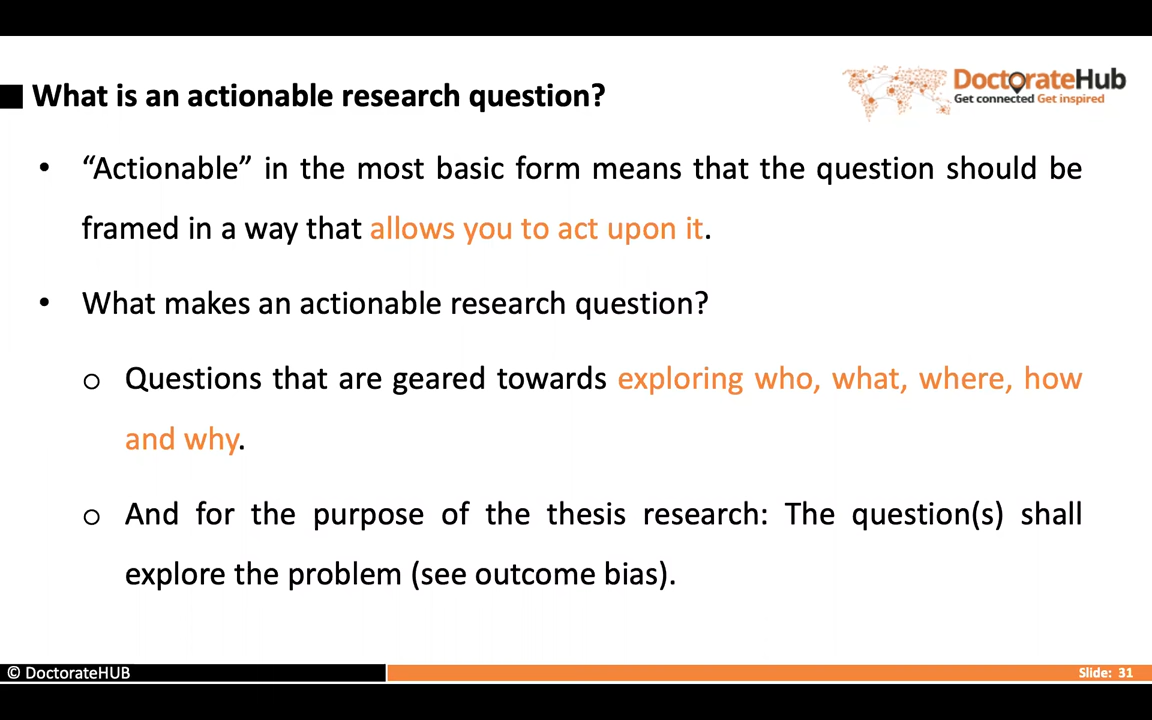 What is an actionable research question?
DoctorateHub
Get connected Get inspired
• “Actionable” in the most basic form means that the question should be
framed in a way that allows you to act upon it.
• What makes an actionable research question?
o Questions that are geared towards exploring who, what, where, how
and why.
o And for the purpose of the thesis research: The question(s) shall
explore the problem (see outcome bias).
© DoctorateHUB
Slide: 31